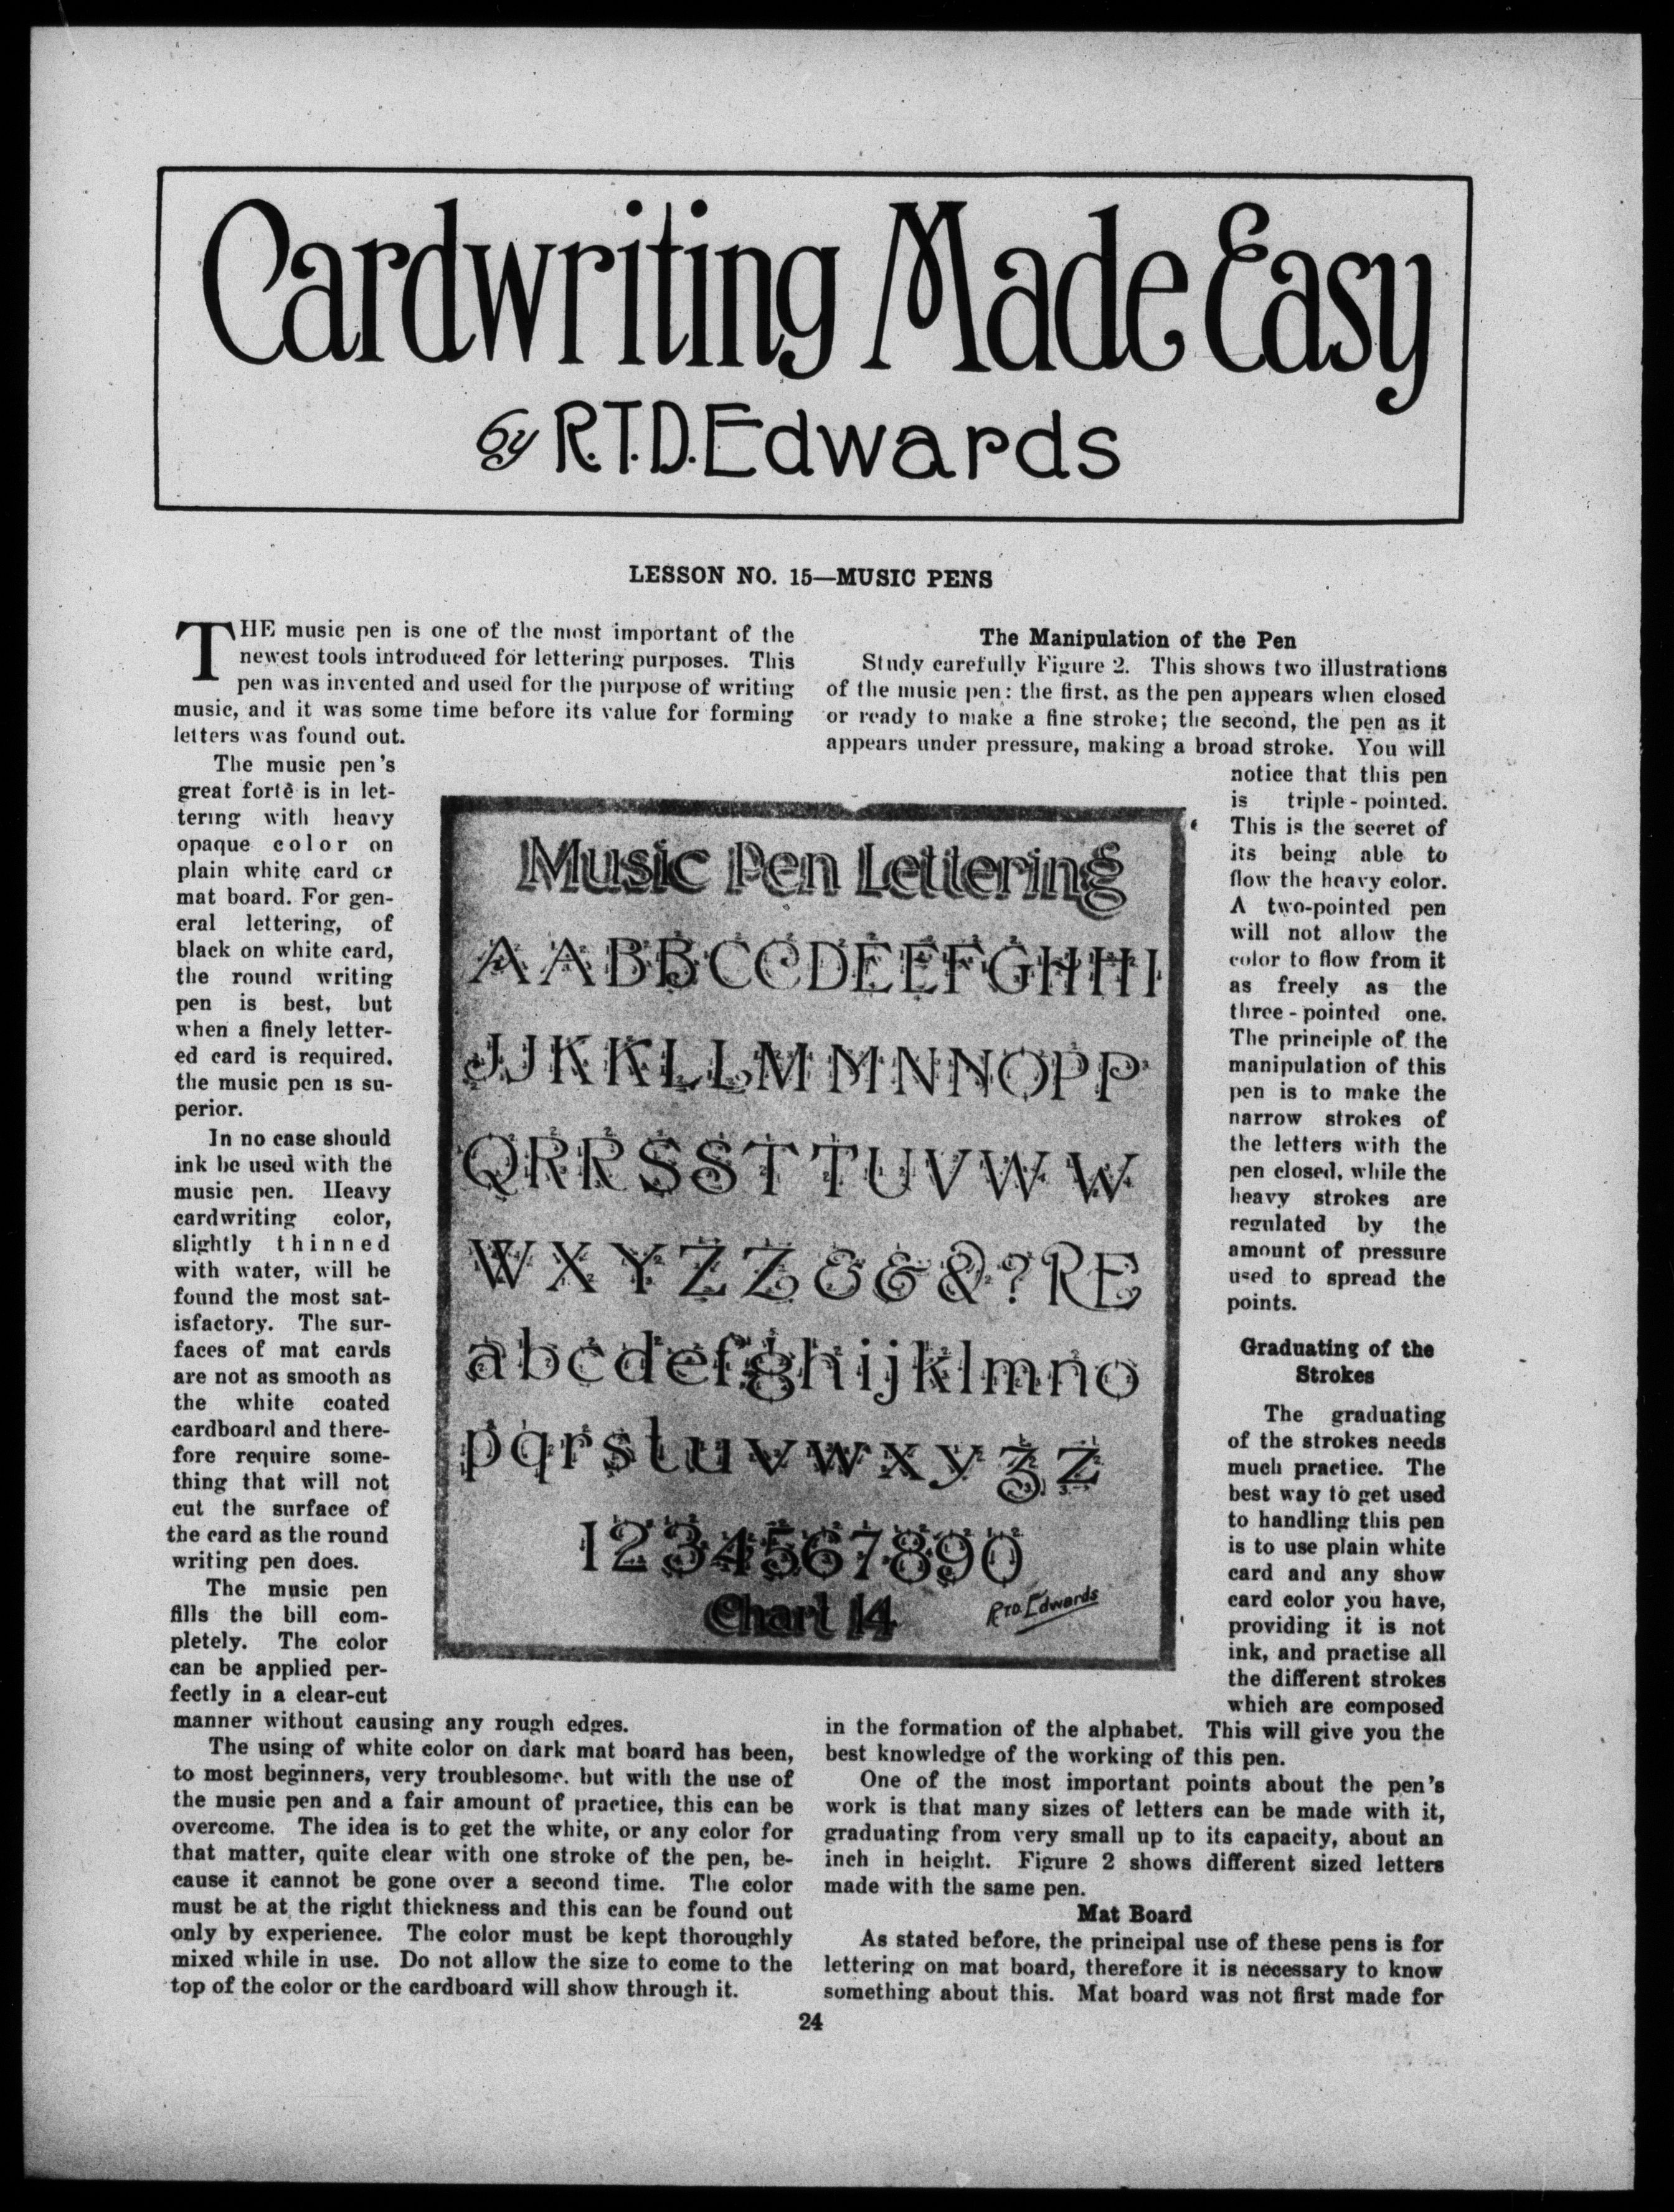 Cardwriting Made Easy
by R.T.D. Edwards
LESSON NO. 15—MUSIC PENS
THE music pen is one of the most important of the
newest tools introduced for lettering purposes. This
pen was invented and used for the purpose of writing
music, and it was some time before its value for forming
letters was found out.
The music pen's
great forté is in let-
tering with heavy
opaque color on
plain white card or
mat board. For gen-
eral lettering, of
black on white card,
the round writing
pen is best, but
when a finely letter-
ed card is required,
the music pen is su-
perior.
In no case should
ink be used with the
music pen. Heavy
cardwriting color,
slightly thinned
with water, will be
found the most sat-
isfactory. The sur-
faces of mat cards
are not as smooth as
the white coated
cardboard and there-
fore require some-
thing that will not
cut the surface of
the card as the round
writing pen does.
The music pen
fills the bill com-
pletely. The color
can be applied per-
fectly in a clear-cut
manner without causing any rough edges.
The using of white color on dark mat board has been,
to most beginners, very troublesome, but with the use of
the music pen and a fair amount of practice, this can be
overcome. The idea is to get the white, or any color for
that matter, quite clear with one stroke of the pen, be-
cause it cannot be gone over a second time. The color
must be at the right thickness and this can be found out
only by experience. The color must be kept thoroughly
mixed while in use. Do not allow the size to come to the
top of the color or the cardboard will show through it.
Music Pen Lettering
A A B B C C D E E F G H H I
J J K K L L M M N N O P P
Q R R S S T T U V W W
W X Y Z Z & & & ? R E
a b c d e f g h i j k l m n o
p q r s t u v w x y z z
1 2 3 4 5 6 7 8 9 0
Chart 14
R.T.D. Edwards
The Manipulation of the Pen
Study carefully Figure 2. This shows two illustrations
of the music pen: the first, as the pen appears when closed
or ready to make a fine stroke; the second, the pen as it
appears under pressure, making a broad stroke. You will
notice that this pen
is triple-pointed.
This is the secret of
its being able to
flow the heavy color.
A two-pointed pen
will not allow the
color to flow from it
as freely as the
three-pointed one.
The principle of the
manipulation of this
pen is to make the
narrow strokes of
the letters with the
pen closed, while the
heavy strokes are
regulated by the
amount of pressure
used to spread the
points.
Graduating of the
Strokes
The graduating
of the strokes needs
much practice. The
best way to get used
to handling this pen
is to use plain white
card and any show
card color you have,
providing it is not
ink, and practise all
the different strokes
which are composed
in the formation of the alphabet. This will give you the
best knowledge of the working of this pen.
One of the most important points about the pen's
work is that many sizes of letters can be made with it,
graduating from very small up to its capacity, about an
inch in height. Figure 2 shows different sized letters
made with the same pen.
Mat Board
As stated before, the principal use of these pens is for
lettering on mat board, therefore it is necessary to know
something about this. Mat board was not first made for
24